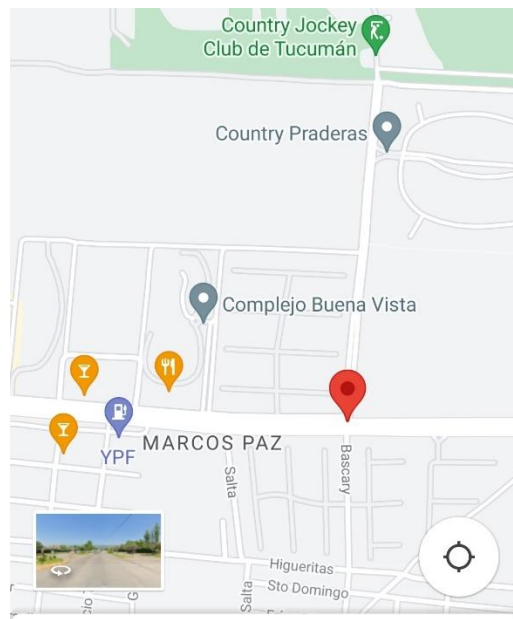 Country Jockey
Club de Tucumán
Country Praderas
Complejo Buena Vista
MARCOS PAZ
YPF
Salta
Bascary
Higueritas
Sto Domingo
Salta
G